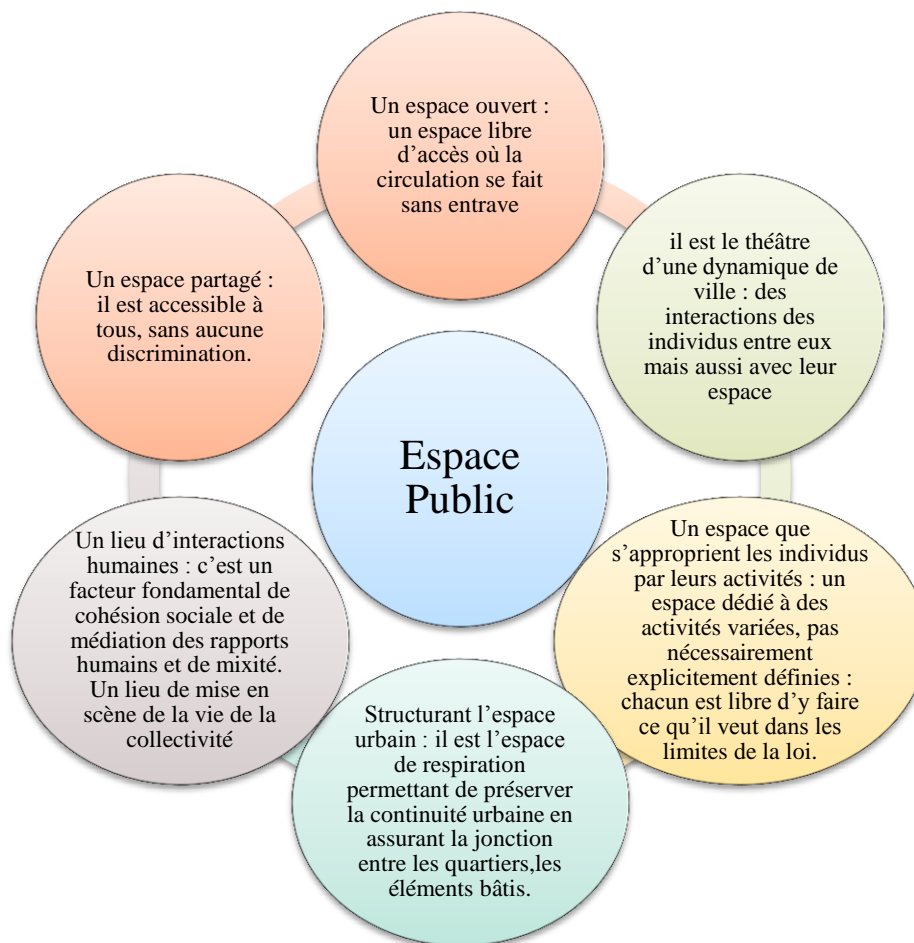 Un espace ouvert :
un espace libre
d’accès où la
circulation se fait
sans entrave
il est le théâtre
d’une dynamique de
ville : des
interactions des
individus entre eux
mais aussi avec leur
espace
Un espace que
s’approprient les individus
par leurs activités : un
espace dédié à des
activités variées, pas
nécessairement
explicitement définies :
chacun est libre d’y faire
ce qu’il veut dans les
limites de la loi.
Structurant l’espace
urbain : il est l’espace
de respiration
permettant de préserver
la continuité urbaine en
assurant la jonction
entre les quartiers,les
éléments bâtis.
Un lieu d’interactions
humaines : c’est un
facteur fondamental de
cohésion sociale et de
médiation des rapports
humains et de mixité.
Un lieu de mise en
scène de la vie de la
collectivité
Un espace partagé :
il est accessible à
tous, sans aucune
discrimination.
Espace
Public